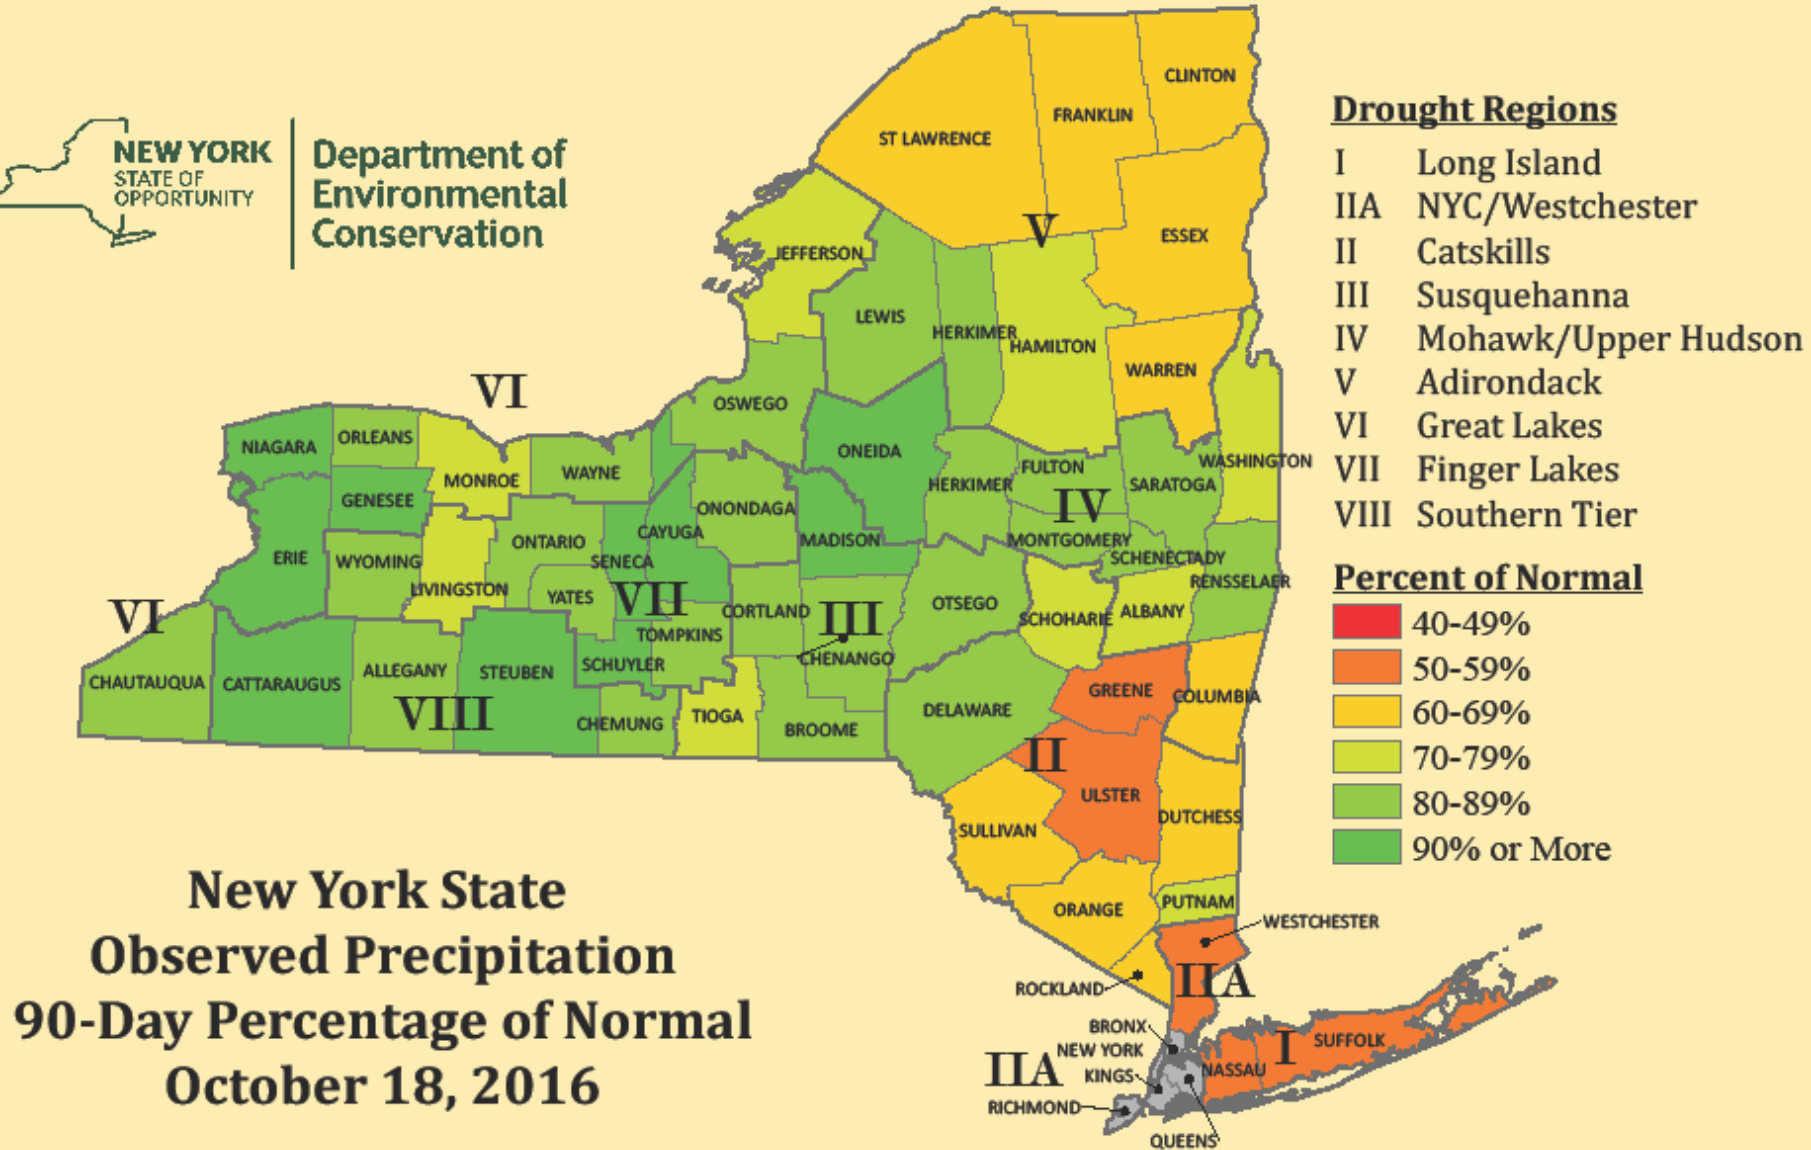 NEW YORK
STATE OF
OPPORTUNITY
Department of
Environmental
Conservation
Drought Regions
I Long Island
IIA NYC/Westchester
II Catskills
III Susquehanna
IV Mohawk/Upper Hudson
V Adirondack
VI Great Lakes
VII Finger Lakes
VIII Southern Tier
Percent of Normal
40-49%
50-59%
60-69%
70-79%
80-89%
90% or More
CLINTON
FRANKLIN
ST LAWRENCE
V
ESSEX
JEFFERSON
LEWIS
HERKIMER
HAMILTON
WARREN
VI
OSWEGO
NIAGARA
ORLEANS
MONROE
WAYNE
ONEIDA
WASHINGTON
GENESEE
HERKIMER
FULTON
SARATOGA
IV
ONONDAGA
CAYUGA
MADISON
MONTGOMERY
SCHENECTADY
ERIE
WYOMING
ONTARIO
SENECA
RENSSELAER
LIVINGSTON
YATES
VII
VI
CORTLAND
III
OTSEGO
SCHOHARIE
ALBANY
TOMPKINS
CHENANGO
CHAUTAUQUA
CATTARAUGUS
ALLEGANY
STEUBEN
SCHUYLER
VIII
CHEMUNG
TIOGA
BROOME
DELAWARE
GREENE
COLUMBIA
II
ULSTER
SULLIVAN
DUTCHESS
ORANGE
PUTNAM
WESTCHESTER
ROCKLAND
IIA
BRONX
NEW YORK
IIA
KINGS
RICHMOND
QUEENS
NASSAU
I
SUFFOLK
New York State
Observed Precipitation
90-Day Percentage of Normal
October 18, 2016